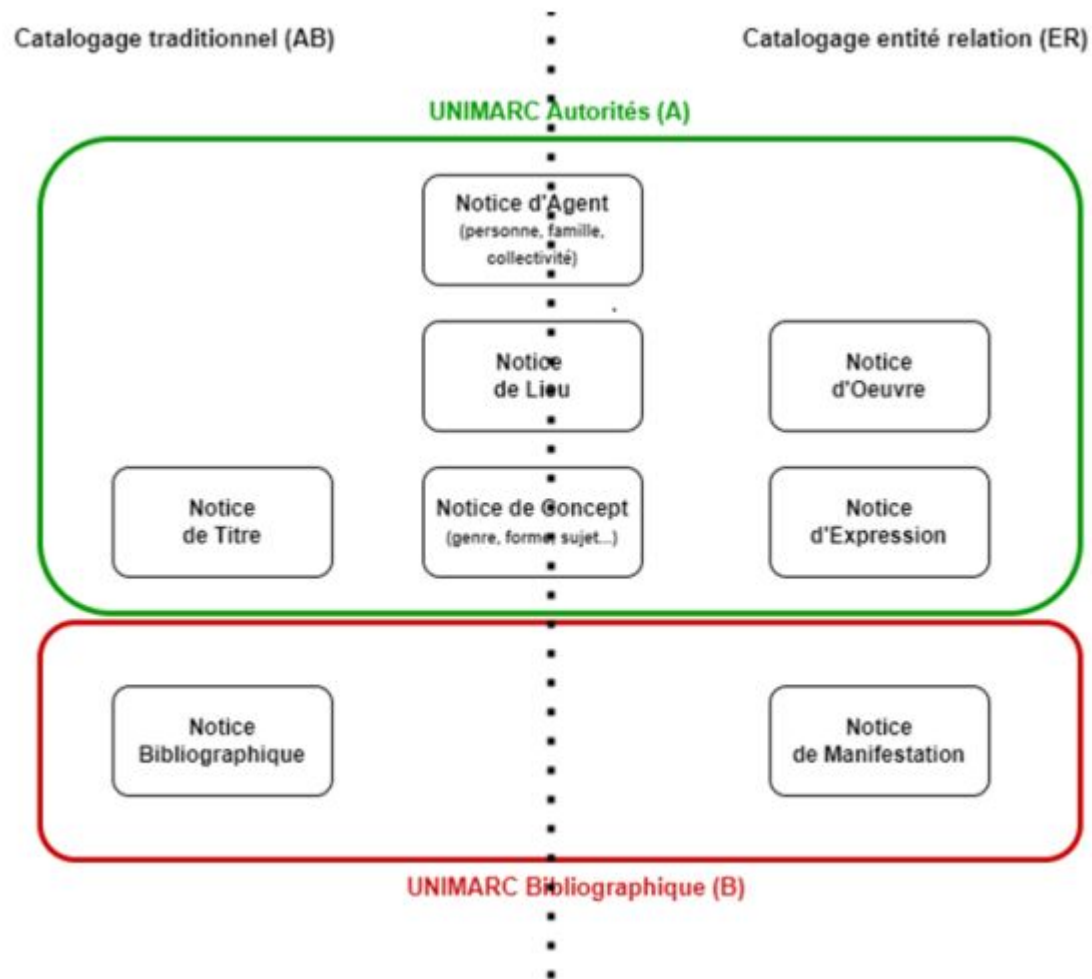 Catalogage traditionnel (AB)
Catalogage entité relation (ER)
UNIMARC Autorités (A)
Notice d'Agent
(personne, famille,
collectivité)
Notice
de Lieu
Notice
d'Oeuvre
Notice
de Titre
Notice de Concept
(genre, forme, sujet...)
Notice
d'Expression
Notice
Bibliographique
Notice
de Manifestation
UNIMARC Bibliographique (B)